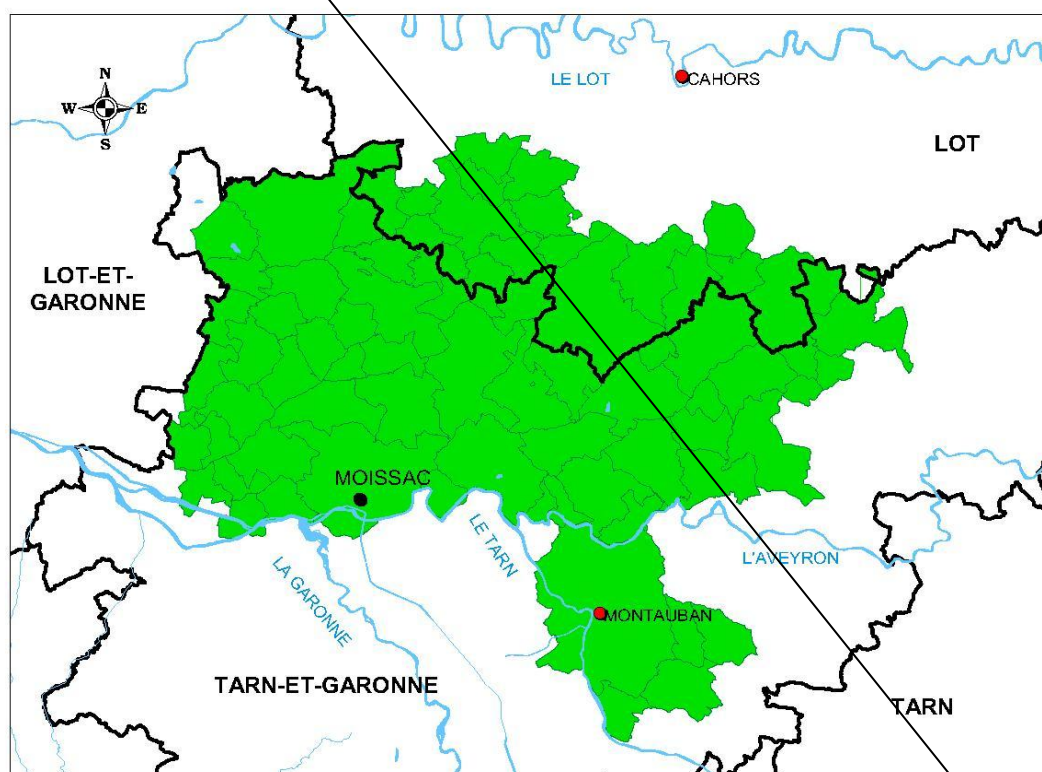 LE LOT
CAHORS
N
W
E
S
LOT
LOT-ET-
GARONNE
MOISSAC
LE TARN
L'AVEYRON
LA GARONNE
MONTAUBAN
TARN-ET-GARONNE
TARN